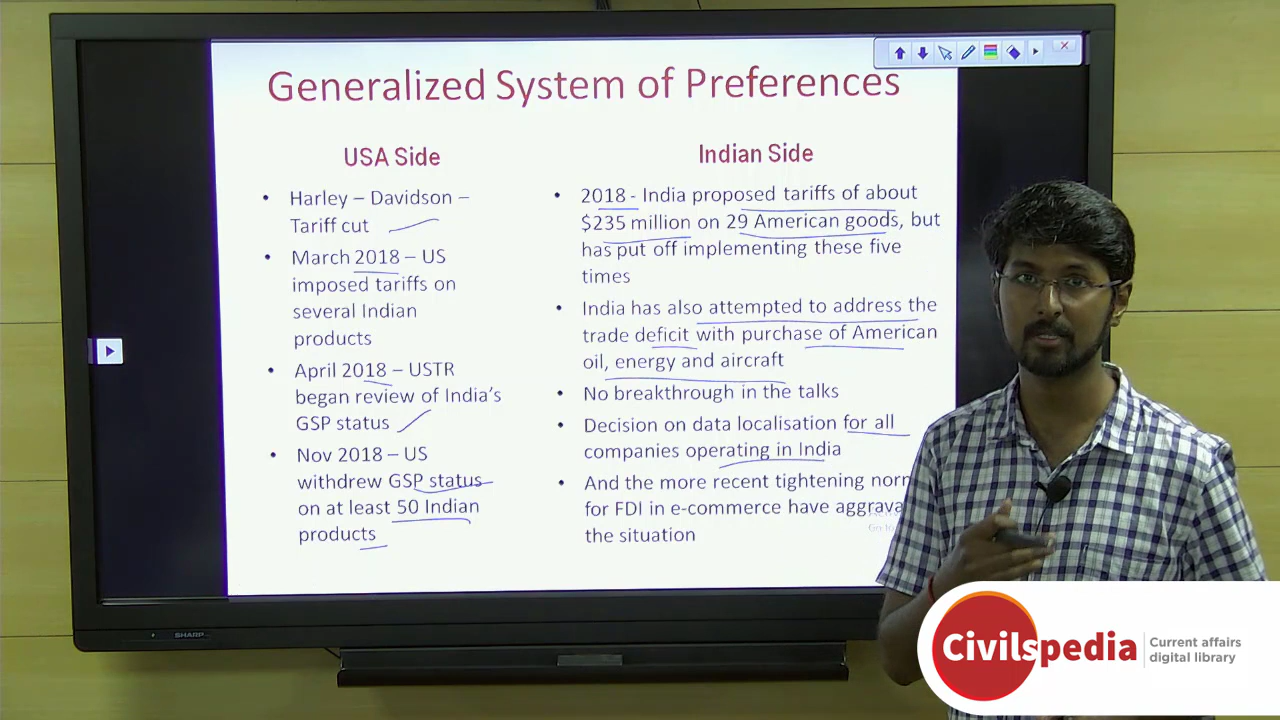 Generalized System of Preferences
USA Side
• Harley – Davidson –
Tariff cut
• March 2018 – US
imposed tariffs on
several Indian
products
• April 2018 – USTR
began review of India's
GSP status
• Nov 2018 – US
withdrew GSP status
on at least 50 Indian
products
Indian Side
• 2018 - India proposed tariffs of about
$235 million on 29 American goods, but
has put off implementing these five
times
• India has also attempted to address the
trade deficit with purchase of American
oil, energy and aircraft
• No breakthrough in the talks
• Decision on data localisation for all
companies operating in India
• And the more recent tightening norm
for FDI in e-commerce have aggrava
the situation
SHARP
Civilspedia
Current affairs
digital library